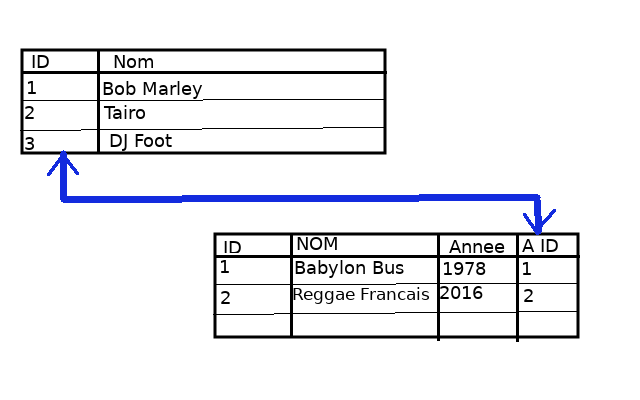 ID Nom
1 Bob Marley
2 Tairo
3 DJ Foot
ID NOM Annee A ID
1 Babylon Bus 1978 1
2 Reggae Francais 2016 2